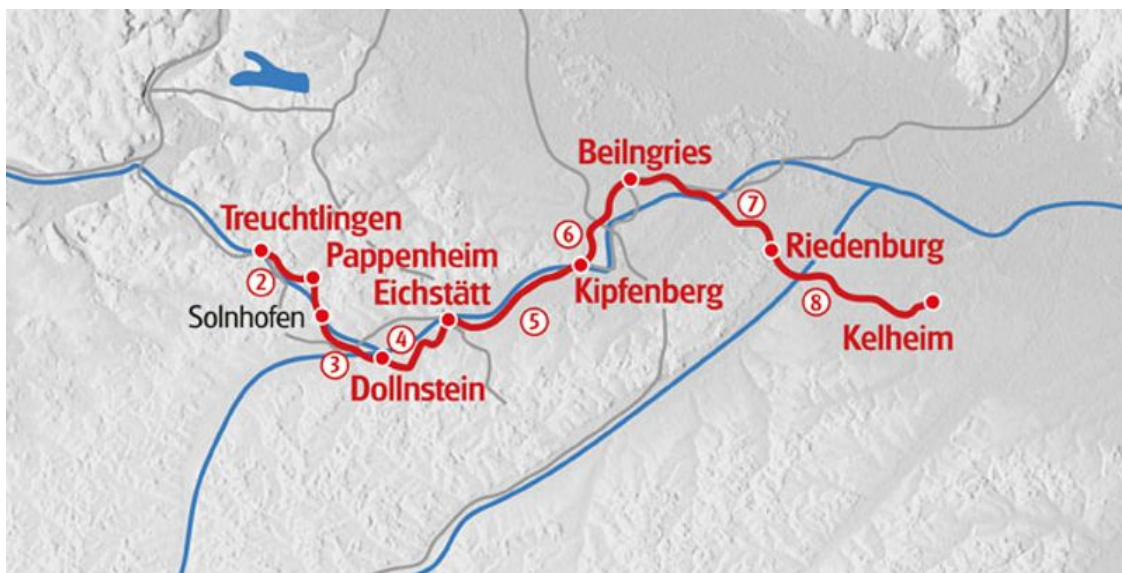 Beilngries
⑦
Treuchtlingen
⑥
②
Pappenheim
Riedenburg
Eichstätt
Kipfenberg
Solnhofen
⑤
⑧
④
Kelheim
③
Dollnstein